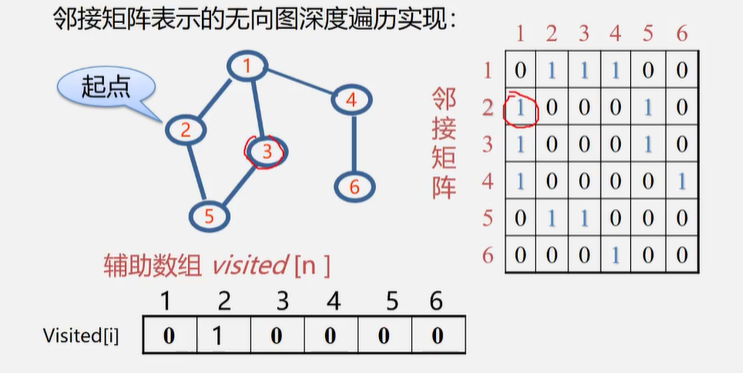 邻接矩阵表示的无向图深度遍历实现：
起点
1
2
3
4
5
6
邻接矩阵
1 2 3 4 5 6
1 0 1 1 1 0 0
2 1 0 0 0 1 0
3 1 0 0 0 1 0
4 1 0 0 0 0 1
5 0 1 1 0 0 0
6 0 0 0 1 0 0
辅助数组 visited [n ]
1 2 3 4 5 6
Visited[i] 0 1 0 0 0 0